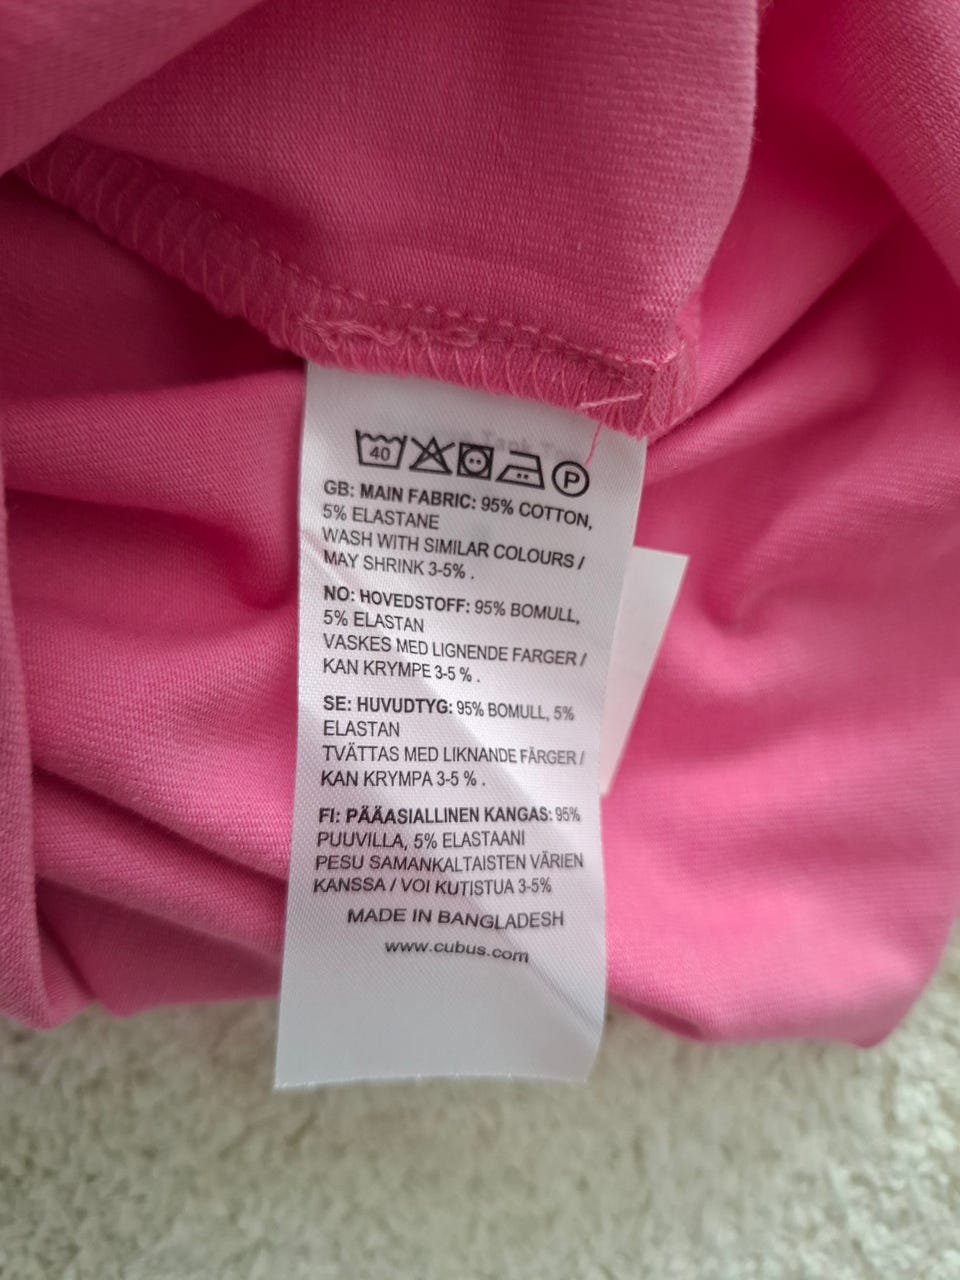 40 P
GB: MAIN FABRIC: 95% COTTON,
5% ELASTANE
WASH WITH SIMILAR COLOURS /
MAY SHRINK 3-5% .
NO: HOVEDSTOFF: 95% BOMULL,
5% ELASTAN
VASKES MED LIGNENDE FARGER /
KAN KRYMPE 3-5 % .
SE: HUVUDTYG: 95% BOMULL, 5%
ELASTAN
TVÄTTAS MED LIKNANDE FÄRGER /
KAN KRYMPA 3-5 % .
FI: PÄÄASIALLINEN KANGAS: 95%
PUUVILLA, 5% ELASTAANI
PESU SAMANKALTAISTEN VÄRIEN
KANSSA / VOI KUTISTUA 3-5%
MADE IN BANGLADESH
www.cubus.com